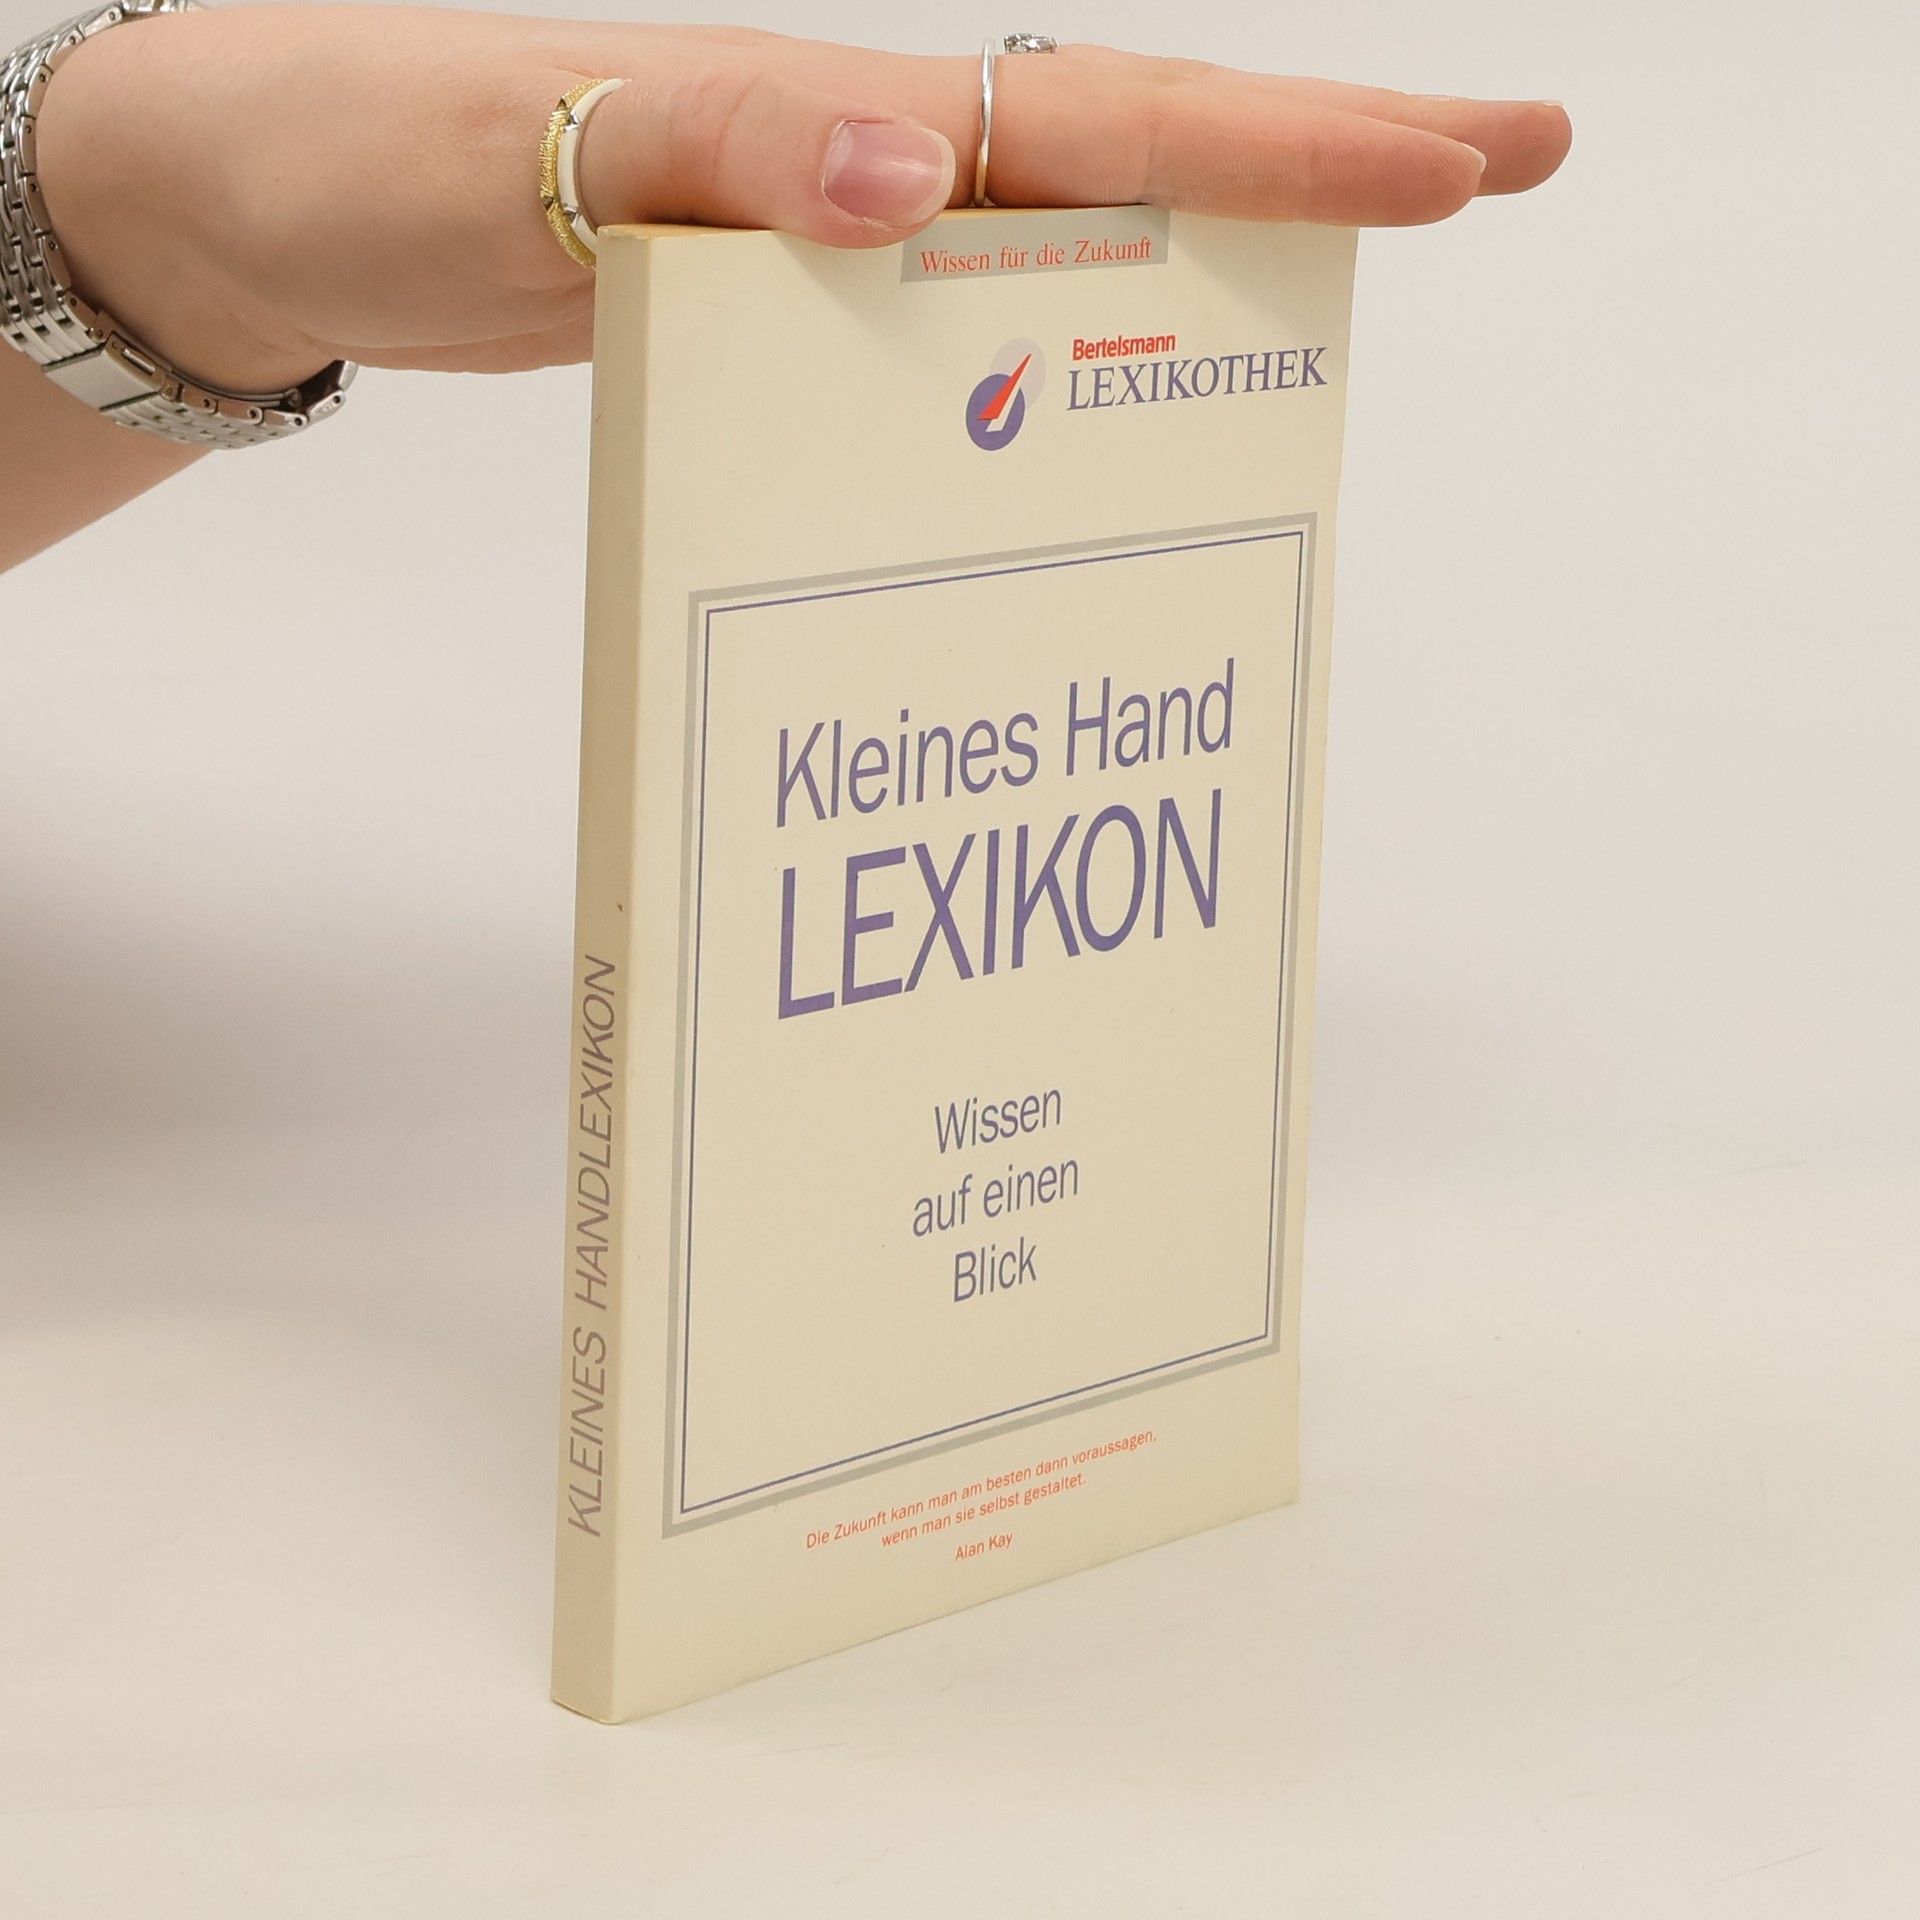 Wissen für die Zukunft
Bertelsmann
LEXIKOTHEK
Kleines Hand
LEXIKON
Wissen
auf einen
Blick
Die Zukunft kann man am besten dann voraussagen,
wenn man sie selbst gestaltet.
Alan Kay
KLEINES HANDLEXIKON